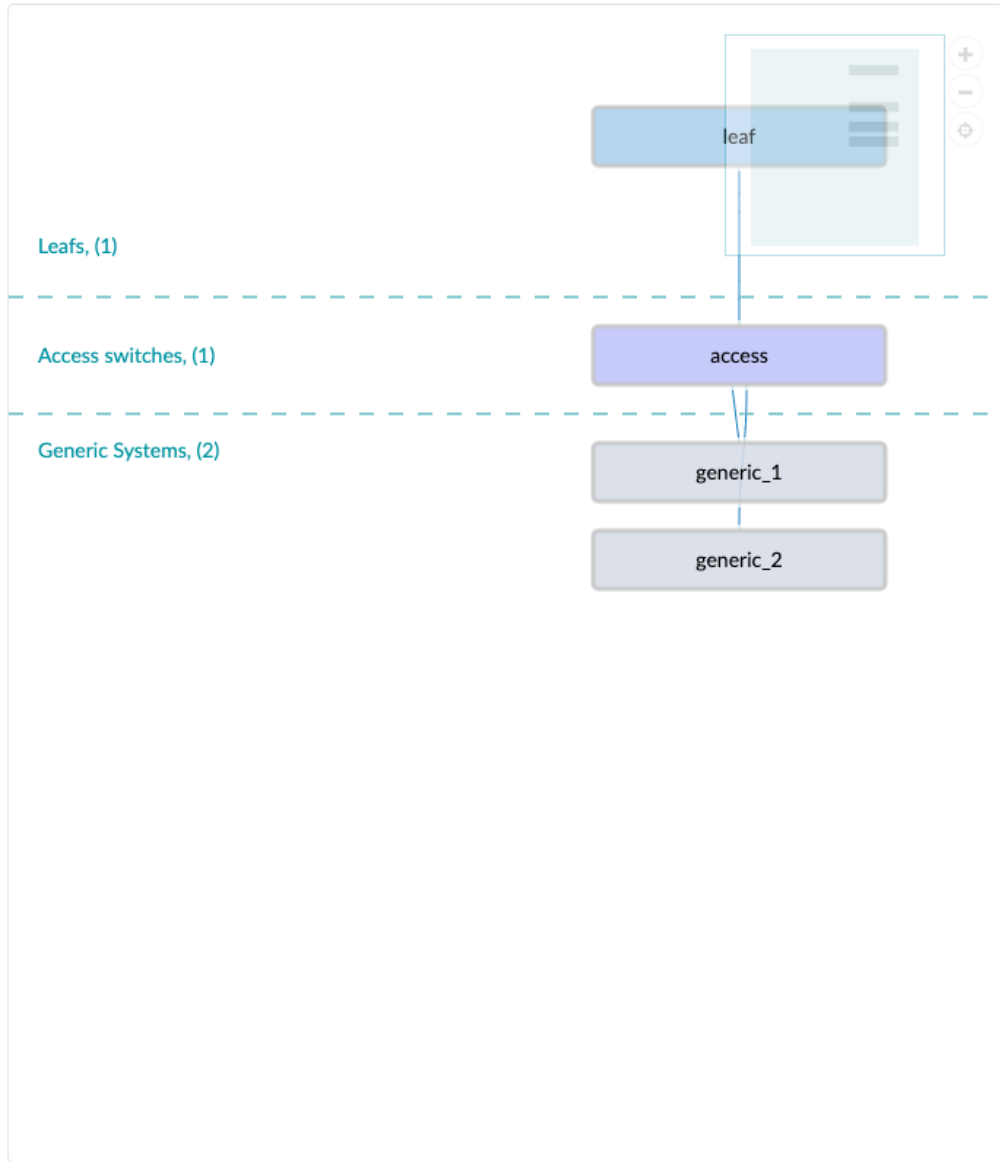 leaf
Leafs, (1)
Access switches, (1)
access
Generic Systems, (2)
generic_1
generic_2